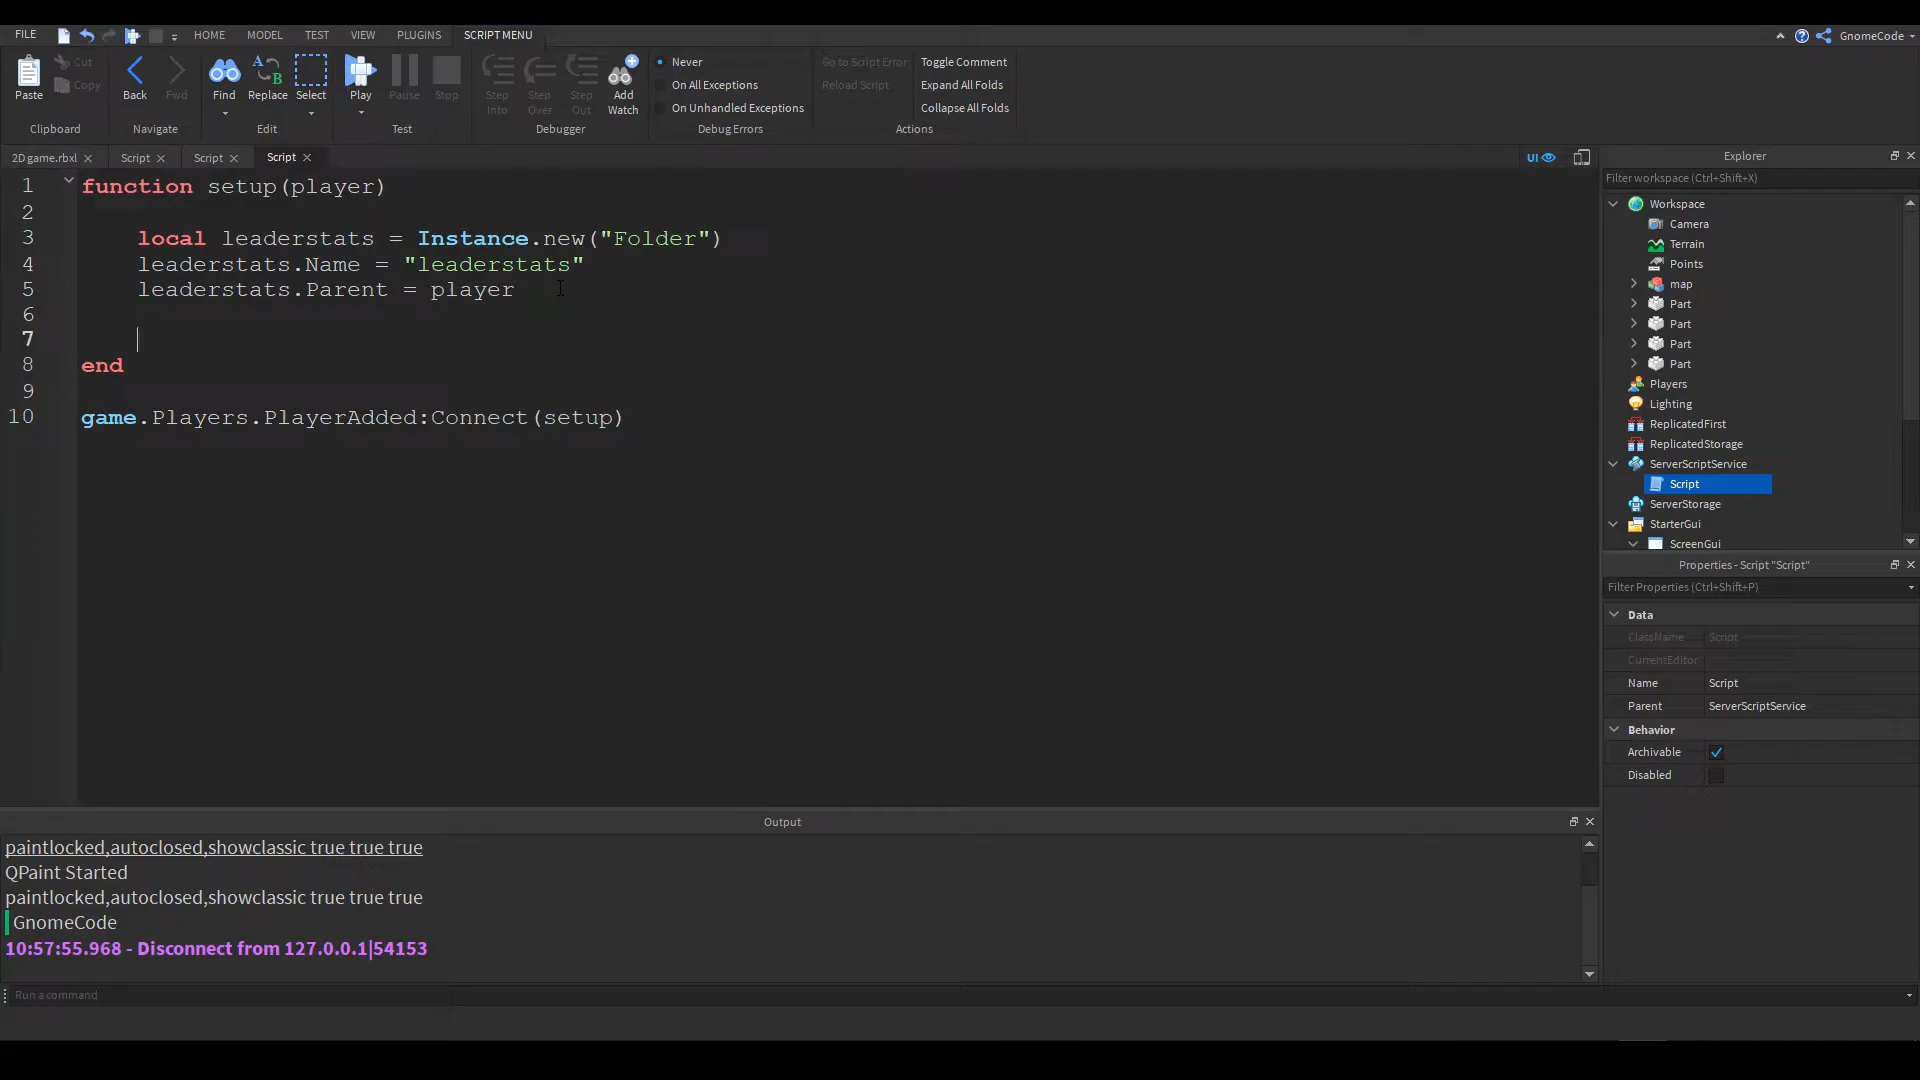 FILE HOME MODEL TEST VIEW PLUGINS SCRIPT MENU GnomeCode
Paste Cut Copy Back Fwd Find Replace Select Play Pause Stop Step Into Step Over Step Out Add Watch
Never
On All Exceptions
On Unhandled Exceptions
Go to Script Error
Reload Script
Toggle Comment
Expand All Folds
Collapse All Folds
Clipboard Navigate Edit Test Debugger Debug Errors Actions
2D game.rbxl Script Script Script UI
1 function setup(player)
2
3 local leaderstats = Instance.new("Folder")
4 leaderstats.Name = "leaderstats"
5 leaderstats.Parent = player
6
7
8 end
9
10 game.Players.PlayerAdded:Connect(setup)
Explorer
Filter workspace (Ctrl+Shift+X)
Workspace
Camera
Terrain
Points
map
Part
Part
Part
Part
Players
Lighting
ReplicatedFirst
ReplicatedStorage
ServerScriptService
Script
ServerStorage
StarterGui
ScreenGui
Properties - Script "Script"
Filter Properties (Ctrl+Shift+P)
Data
ClassName Script
CurrentEditor
Name Script
Parent ServerScriptService
Behavior
Archivable
Disabled
Output
paintlocked,autoclosed,showclassic true true true
QPaint Started
paintlocked,autoclosed,showclassic true true true
GnomeCode
10:57:55.968 - Disconnect from 127.0.0.1|54153
Run a command